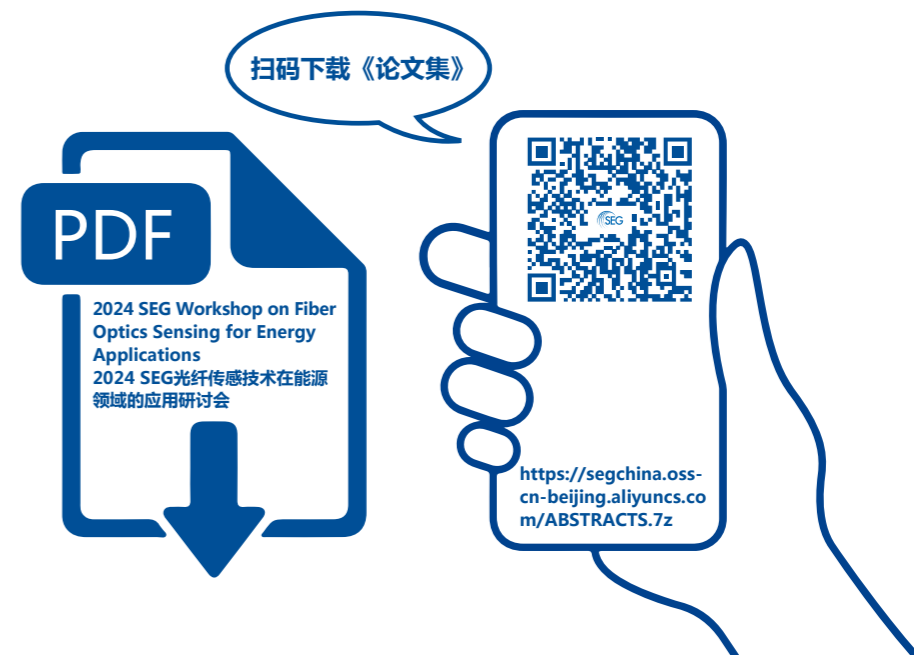 扫码下载《论文集》
PDF
2024 SEG Workshop on Fiber
Optics Sensing for Energy
Applications
2024 SEG光纤传感技术在能源
领域的应用研讨会
SEG
https://segchina.oss-
cn-beijing.aliyuncs.co
m/ABSTRACTS.7z